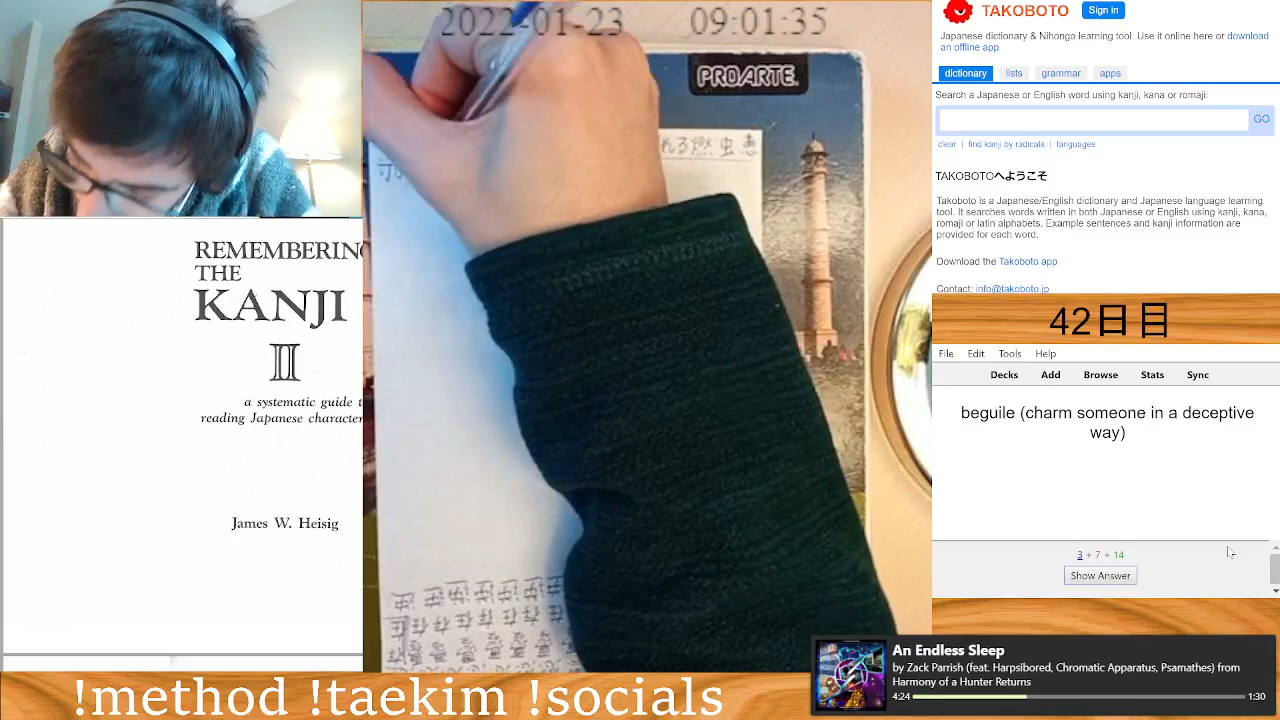 2022-01-23 09:01:35
PROARTE
れる燃虫恵
REMEMBERING
THE
KANJI
II
a systematic guide t
reading Japanese character
James W. Heisig
TAKOBOTO
Sign in
Japanese dictionary & Nihongo learning tool. Use it online here or download
an offline app
dictionary lists grammar apps
Search a Japanese or English word using kanji, kana or romaji:
GO
clear | find kanji by radicals | languages
TAKOBOTOへようこそ
Takoboto is a Japanese/English dictionary and Japanese language learning
tool. It searches words written in both Japanese or English using kanji, kana,
romaji or latin alphabets. Example sentences and kanji information are
provided for each word.
Download the Takoboto app
Contact: info@takoboto.jp
42日目
File Edit Tools Help
Decks Add Browse Stats Sync
beguile (charm someone in a deceptive
way)
3 + 7 + 14
Show Answer
An Endless Sleep
by Zack Parrish (feat. Harpsibored, Chromatic Apparatus, Psamathes) from
Harmony of a Hunter Returns
4:24 1:30
!method !taekim !socials